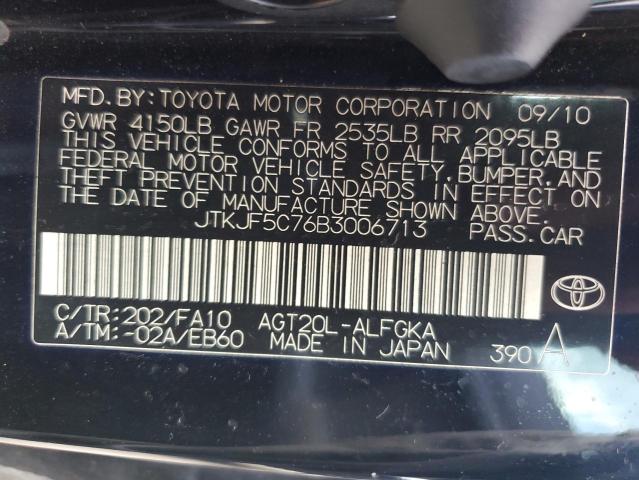 MFD.BY:TOYOTA MOTOR CORPORATION 09/10
GVWR 4150LB GAWR FR 2535LB RR 2095LB
THIS VEHICLE CONFORMS TO ALL APPLICABLE
FEDERAL MOTOR VEHICLE SAFETY,BUMPER, AND
THEFT PREVENTION STANDARDS IN EFFECT ON
THE DATE OF MANUFACTURE SHOWN ABOVE.
JTKJF5C76B3006713 PASS.CAR
C/TR:202/FA10 AGT20L-ALFGKA
A/TM:-02A/EB60 MADE IN JAPAN 390 A